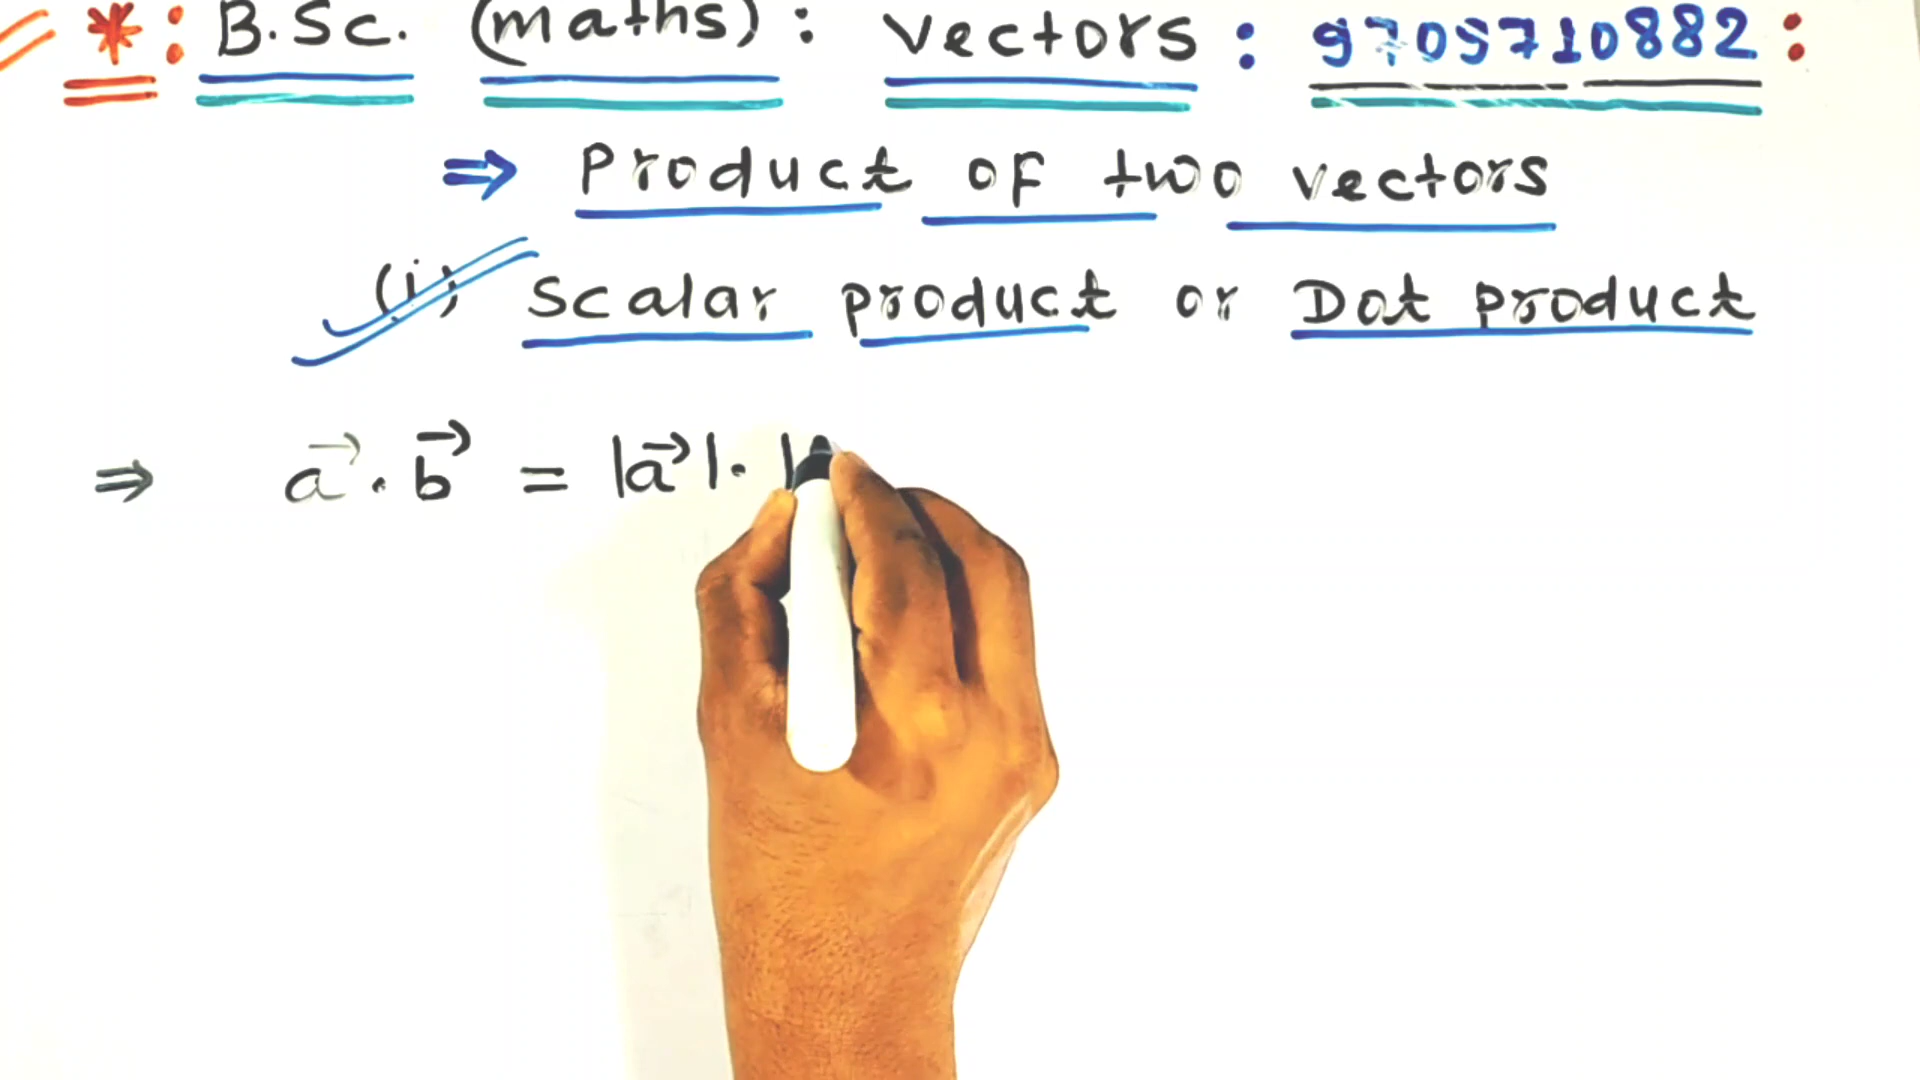 * : B.Sc. (maths) : vectors : 9705710882 :
⇒ Product of two vectors
(i) Scalar product or Dot product
⇒ a⃗ . b⃗ = |a⃗| . |